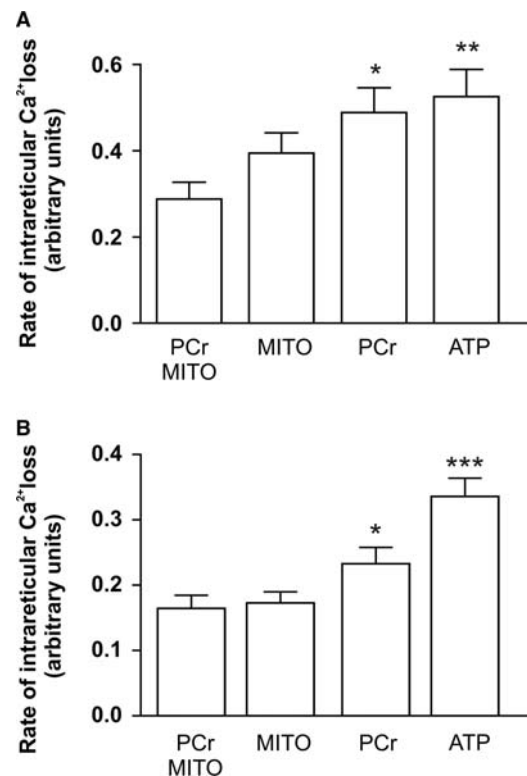 A
Rate of intrareticular Ca²⁺loss
(arbitrary units)
0.6
0.4
0.2
0.0
*
**
PCr
MITO
MITO
PCr
ATP
B
Rate of intrareticular Ca²⁺loss
(arbitrary units)
0.4
0.3
0.2
0.1
0.0
*
***
PCr
MITO
MITO
PCr
ATP